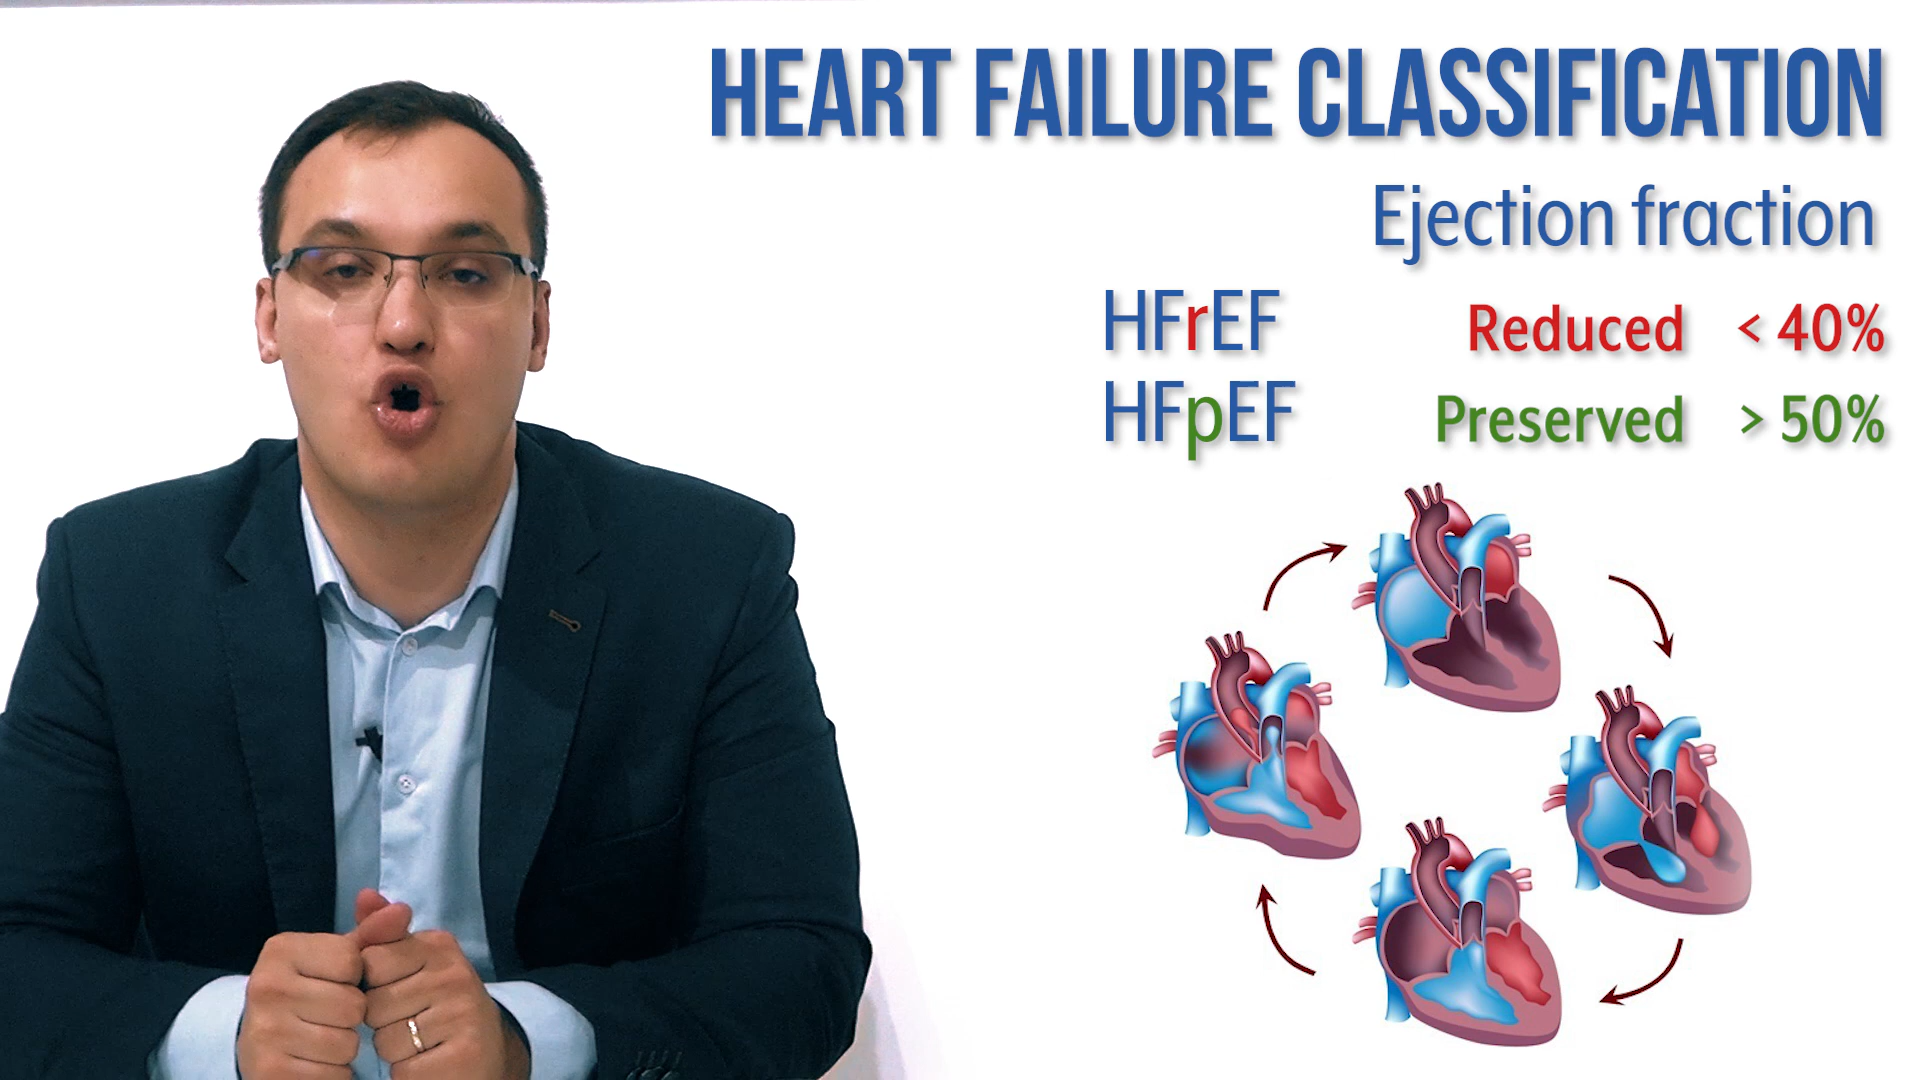 HEART FAILURE CLASSIFICATION
Ejection fraction
HFrEF Reduced < 40%
HFpEF Preserved > 50%